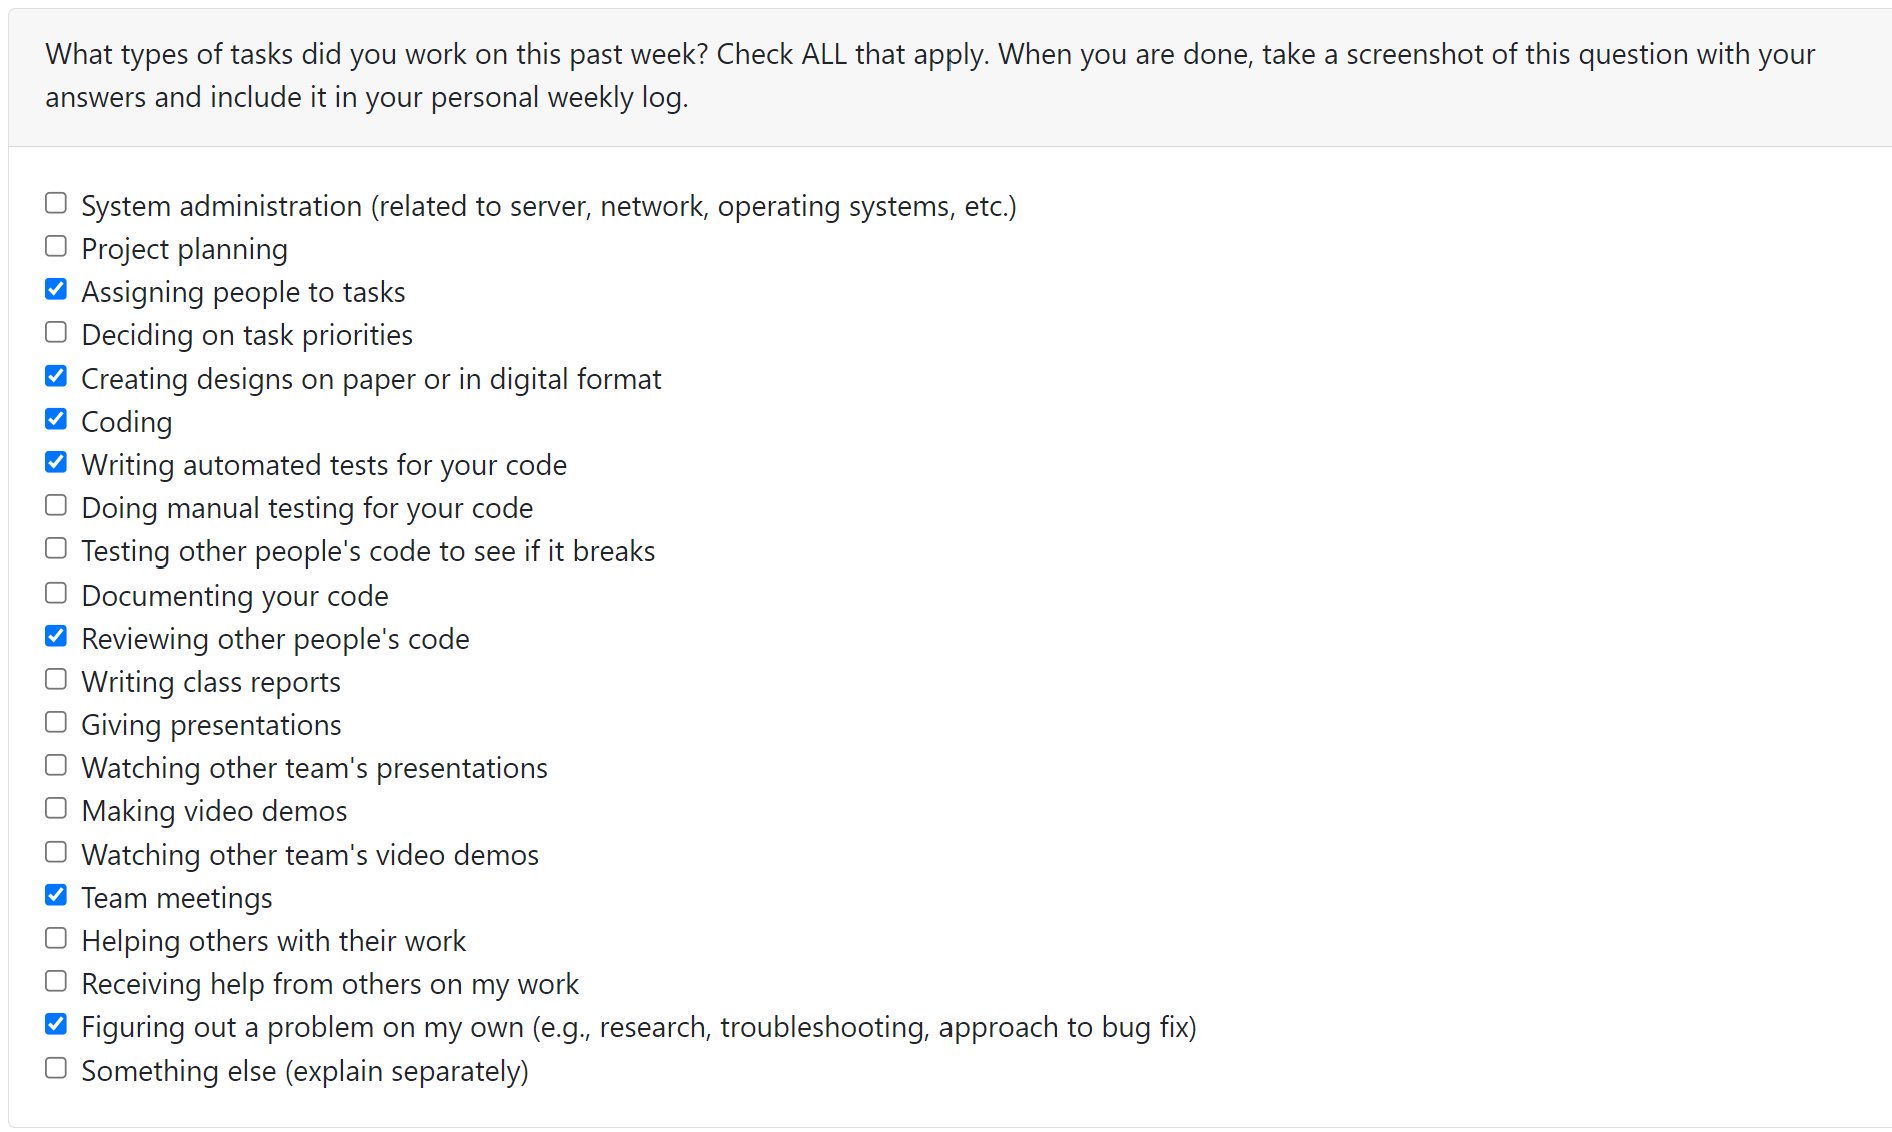 What types of tasks did you work on this past week? Check ALL that apply. When you are done, take a screenshot of this question with your
answers and include it in your personal weekly log.
System administration (related to server, network, operating systems, etc.)
Project planning
Assigning people to tasks
Deciding on task priorities
Creating designs on paper or in digital format
Coding
Writing automated tests for your code
Doing manual testing for your code
Testing other people's code to see if it breaks
Documenting your code
Reviewing other people's code
Writing class reports
Giving presentations
Watching other team's presentations
Making video demos
Watching other team's video demos
Team meetings
Helping others with their work
Receiving help from others on my work
Figuring out a problem on my own (e.g., research, troubleshooting, approach to bug fix)
Something else (explain separately)